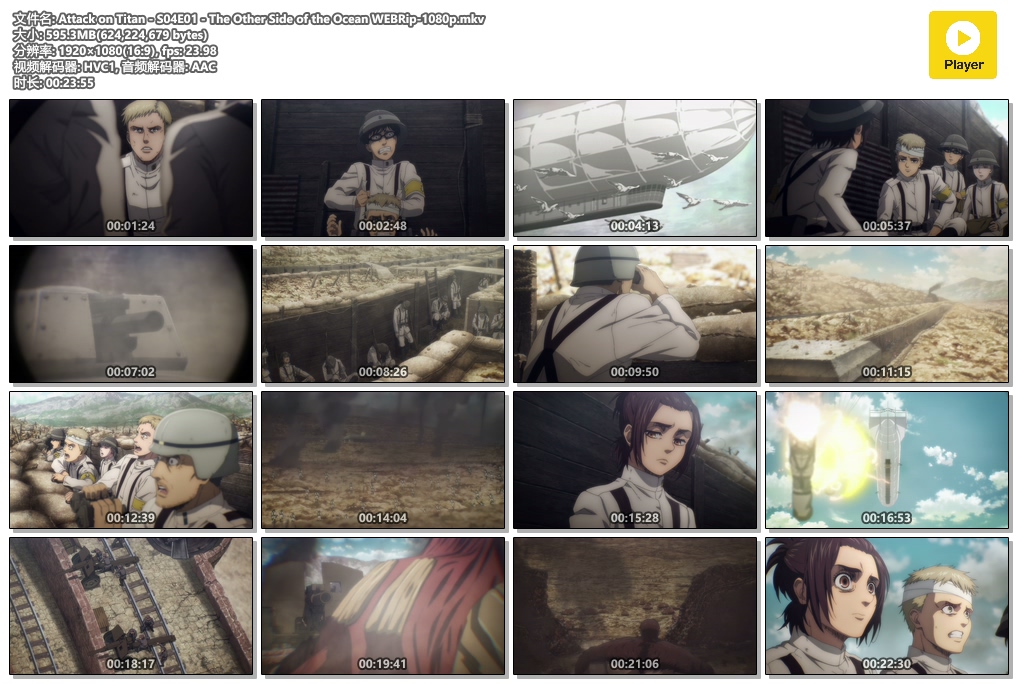 文件名: Attack on Titan - S04E01 - The Other Side of the Ocean WEBRip-1080p.mkv
大小: 595.3MB(624,224,679 bytes)
分辨率: 1920×1080(16:9), fps: 23.98
视频解码器: HVC1, 音频解码器: AAC
时长: 00:23:55
Player
00:01:24
00:02:48
00:04:13
00:05:37
00:07:02
00:08:26
00:09:50
00:11:15
00:12:39
00:14:04
00:15:28
00:16:53
00:18:17
00:19:41
00:21:06
00:22:30